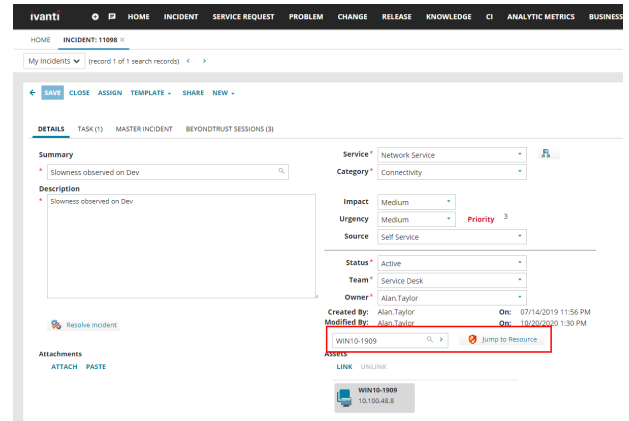 ivanti HOME INCIDENT SERVICE REQUEST PROBLEM CHANGE RELEASE KNOWLEDGE CI ANALYTIC METRICS BUSINESS
HOME INCIDENT: 11098 ×
My Incidents (record 1 of 1 search records) < >
SAVE CLOSE ASSIGN TEMPLATE SHARE NEW
DETAILS TASK (1) MASTER INCIDENT BEYONDTRUST SESSIONS (3)
Summary
* Slowness observed on Dev
Description
* Slowness observed on Dev
Resolve Incident
Attachments
ATTACH PASTE
Service * Network Service
Category * Connectivity
Impact Medium
Urgency Medium Priority 3
Source Self Service
Status * Active
Team * Service Desk
Owner * Alan.Taylor
Created By: Alan.Taylor On: 07/14/2019 11:56 PM
Modified By: Alan.Taylor On: 10/20/2020 1:30 PM
WIN10-1909 Jump to Resource
Assets
LINK UNLINK
WIN10-1909
10.100.48.8